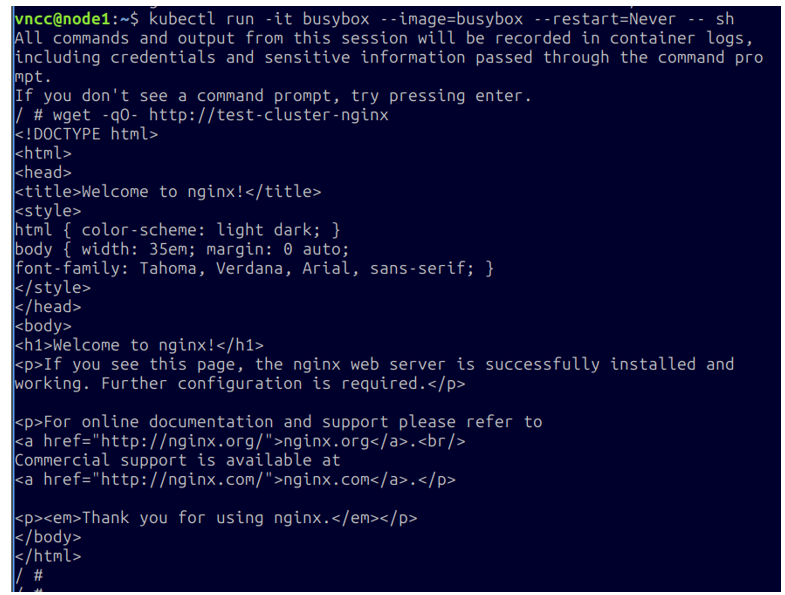 vncc@node1:~$ kubectl run -it busybox --image=busybox --restart=Never -- sh
All commands and output from this session will be recorded in container logs,
including credentials and sensitive information passed through the command pro
mpt.
If you don't see a command prompt, try pressing enter.
/ # wget -qO- http://test-cluster-nginx
<!DOCTYPE html>
<html>
<head>
<title>Welcome to nginx!</title>
<style>
html { color-scheme: light dark; }
body { width: 35em; margin: 0 auto;
font-family: Tahoma, Verdana, Arial, sans-serif; }
</style>
</head>
<body>
<h1>Welcome to nginx!</h1>
<p>If you see this page, the nginx web server is successfully installed and
working. Further configuration is required.</p>

<p>For online documentation and support please refer to
<a href="http://nginx.org/">nginx.org</a>.<br/>
Commercial support is available at
<a href="http://nginx.com/">nginx.com</a>.</p>

<p><em>Thank you for using nginx.</em></p>
</body>
</html>
/ #
/ #